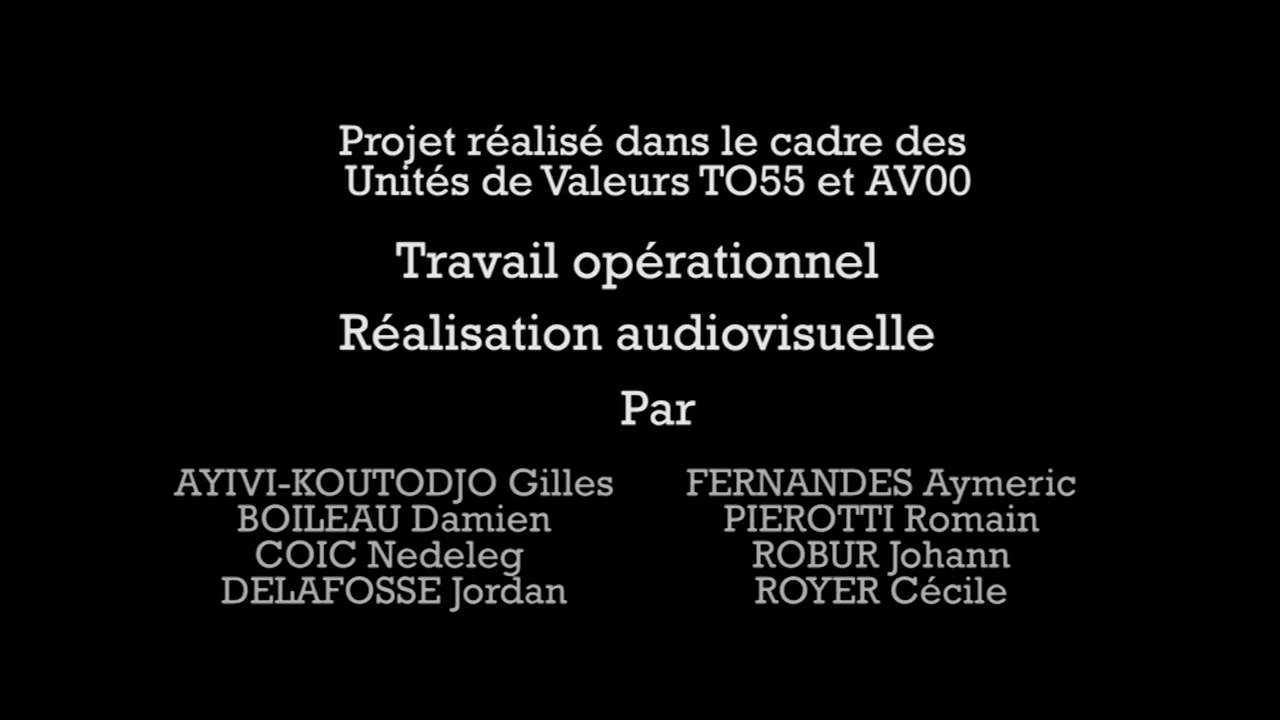 Projet réalisé dans le cadre des
Unités de Valeurs TO55 et AV00
Travail opérationnel
Réalisation audiovisuelle
Par
AYIVI-KOUTODJO Gilles
BOILEAU Damien
COIC Nedeleg
DELAFOSSE Jordan
FERNANDES Aymeric
PIEROTTI Romain
ROBUR Johann
ROYER Cécile